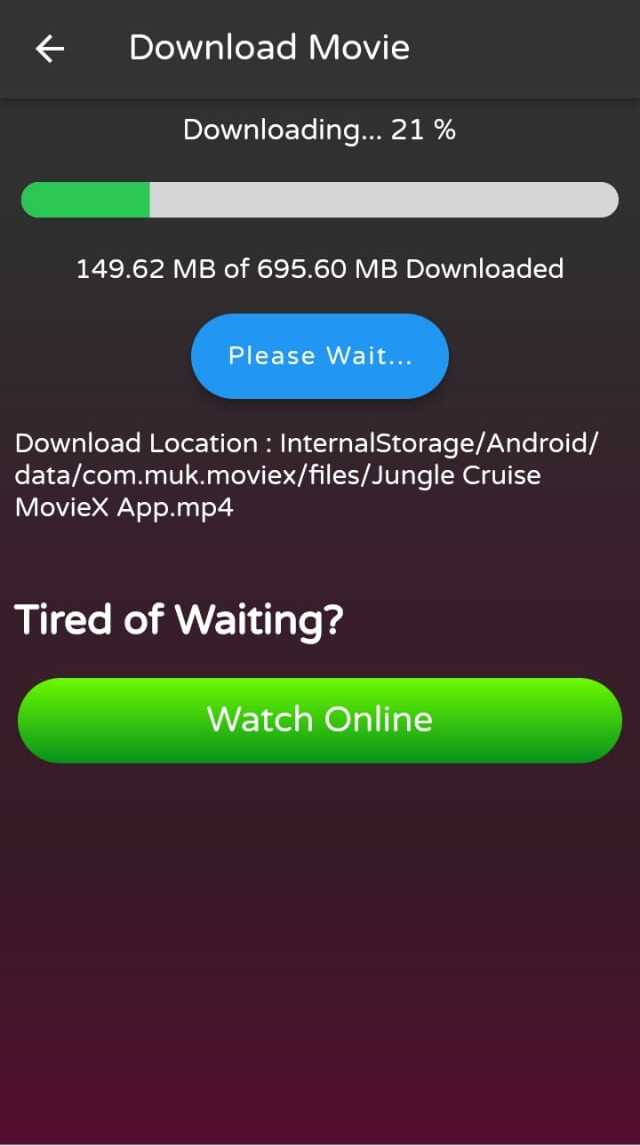 Download Movie
Downloading... 21 %
149.62 MB of 695.60 MB Downloaded
Please Wait...
Download Location : InternalStorage/Android/
data/com.muk.moviex/files/Jungle Cruise
MovieX App.mp4
Tired of Waiting?
Watch Online